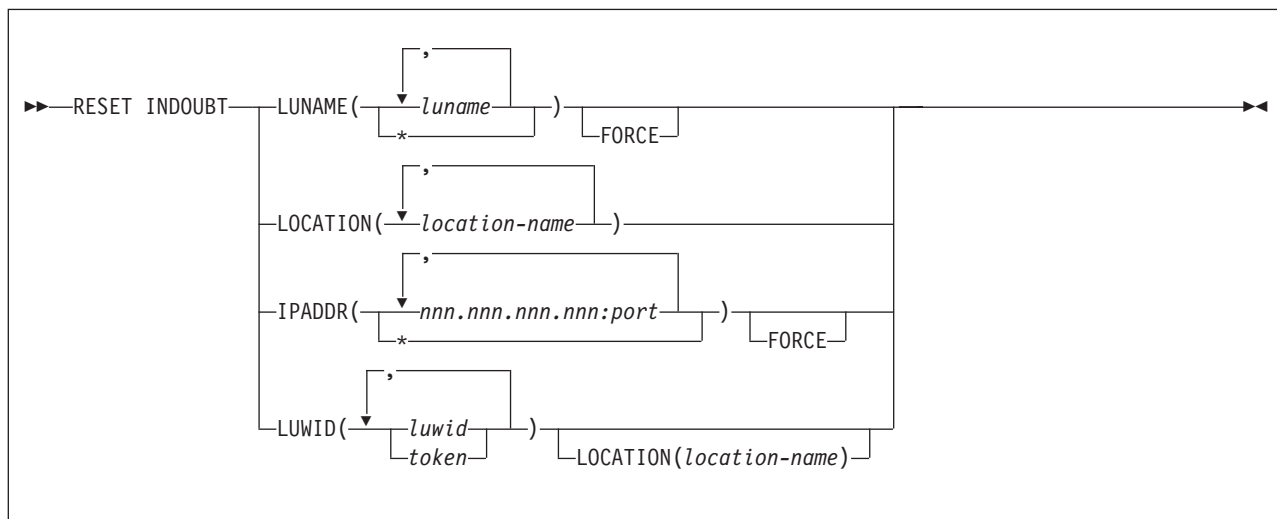 ,
RESET INDOUBT LUNAME( luname )
* FORCE
,
LOCATION( location-name )
,
IPADDR( nnn.nnn.nnn.nnn:port )
* FORCE
,
LUWID( luwid )
token LOCATION(location-name)